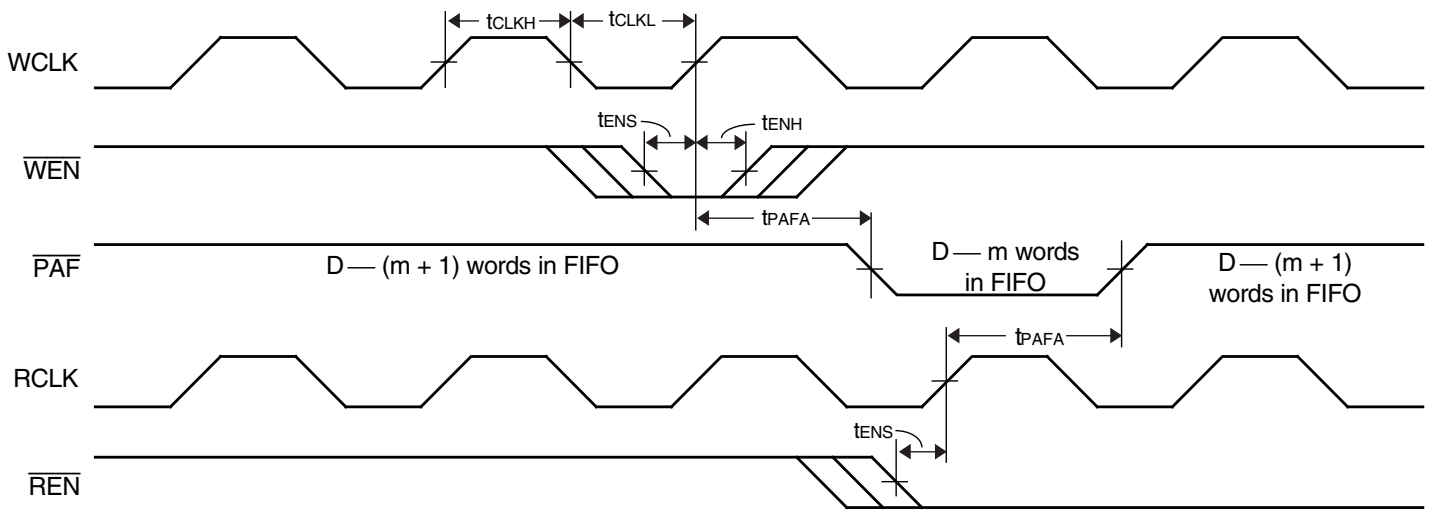 tCLKH
tCLKL
WCLK
tENS
tENH
WEN
tPAFA
PAF
D — (m + 1) words in FIFO
D — m words
in FIFO
D — (m + 1)
words in FIFO
tPAFA
RCLK
tENS
REN